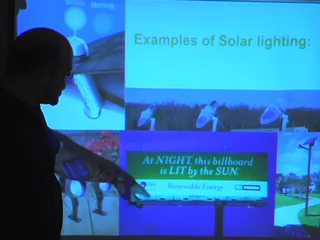 Examples of Solar lighting:
At NIGHT, this billboard
is LIT by the SUN.
Renewable Energy